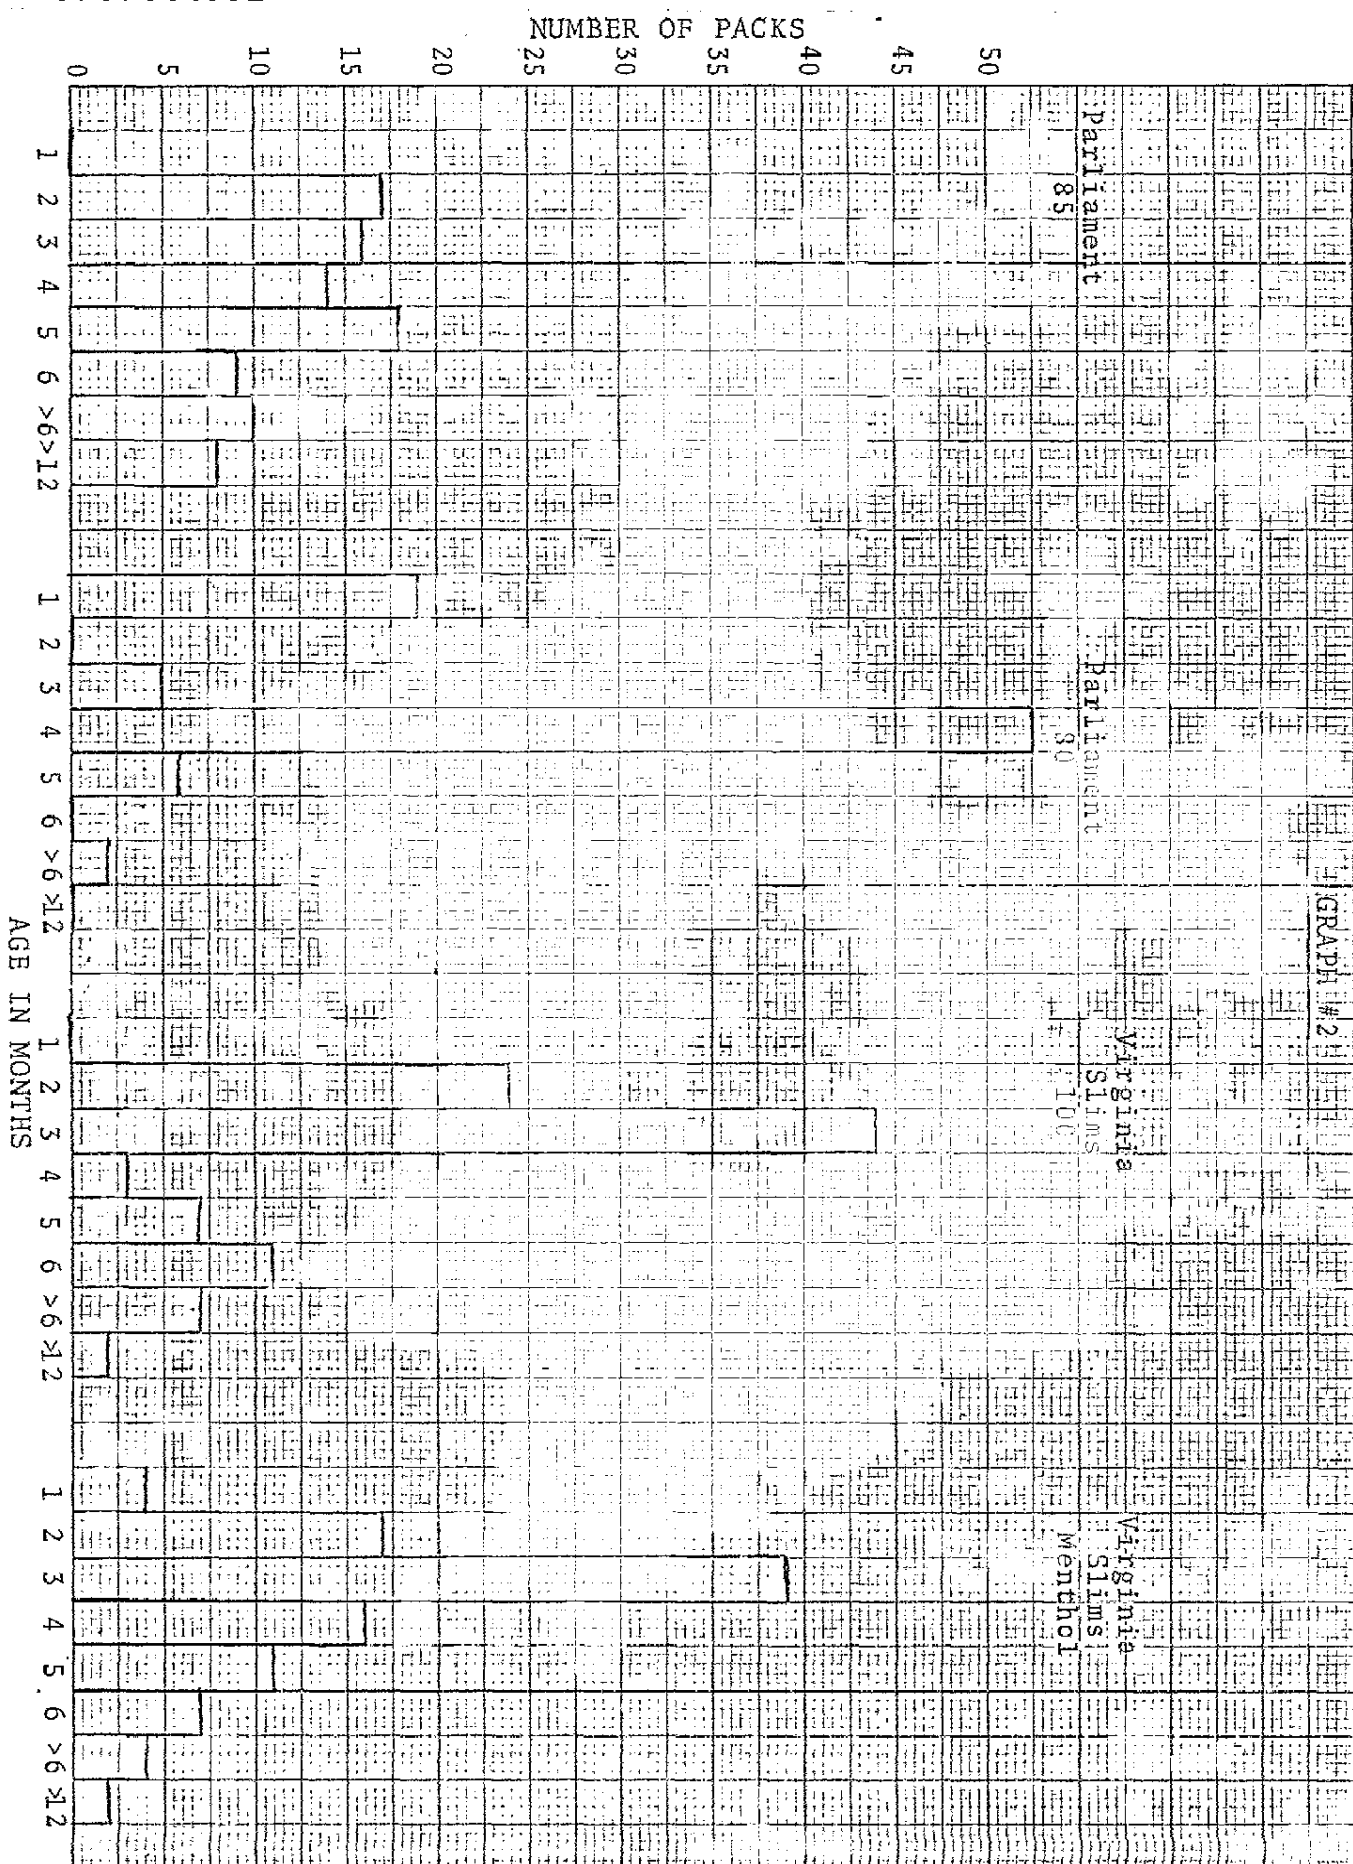 GRAPH #2
Parliament
85
Parliament
80
Virginia
Slims
100
Virginia
Slims
Menthol
NUMBER OF PACKS
50
45
40
35
30
25
20
15
10
5
0
1 2 3 4 5 6 >6 >12
1 2 3 4 5 6 >6 >12
1 2 3 4 5 6 >6 >12
1 2 3 4 5 6 >6 >12
AGE IN MONTHS